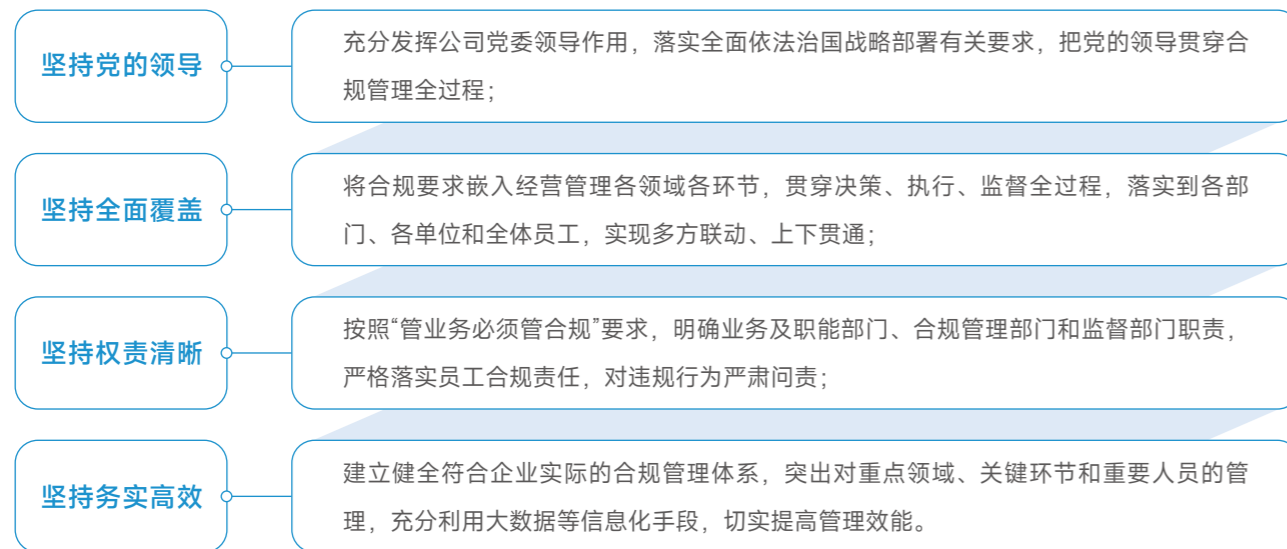 坚持党的领导
充分发挥公司党委领导作用，落实全面依法治国战略部署有关要求，把党的领导贯穿合
规管理全过程；
坚持全面覆盖
将合规要求嵌入经营管理各领域各环节，贯穿决策、执行、监督全过程，落实到各部
门、各单位和全体员工，实现多方联动、上下贯通；
坚持权责清晰
按照“管业务必须管合规”要求，明确业务及职能部门、合规管理部门和监督部门职责，
严格落实员工合规责任，对违规行为严肃问责；
坚持务实高效
建立健全符合企业实际的合规管理体系，突出对重点领域、关键环节和重要人员的管
理，充分利用大数据等信息化手段，切实提高管理效能。